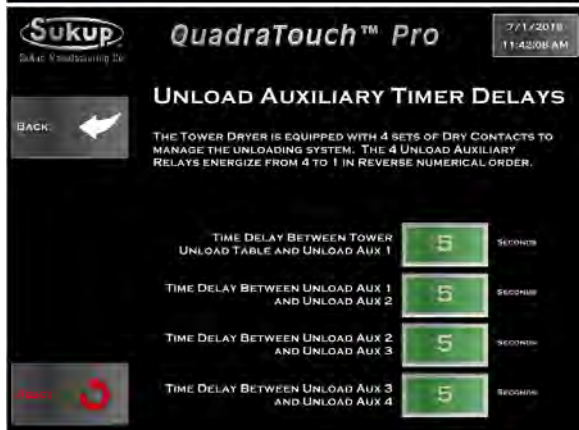 Sukup
QuadraTouch™ Pro
7/1/2018
11:42:08 AM
Sukup Manufacturing Co.
UNLOAD AUXILIARY TIMER DELAYS
BACK
THE TOWER DRYER IS EQUIPPED WITH 4 SETS OF DRY CONTACTS TO
MANAGE THE UNLOADING SYSTEM. THE 4 UNLOAD AUXILIARY
RELAYS ENERGIZE FROM 4 TO 1 IN REVERSE NUMERICAL ORDER.
TIME DELAY BETWEEN TOWER
UNLOAD TABLE AND UNLOAD AUX 1
5
SECONDS
TIME DELAY BETWEEN UNLOAD AUX 1
AND UNLOAD AUX 2
5
SECONDS
TIME DELAY BETWEEN UNLOAD AUX 2
AND UNLOAD AUX 3
5
SECONDS
TIME DELAY BETWEEN UNLOAD AUX 3
AND UNLOAD AUX 4
5
SECONDS